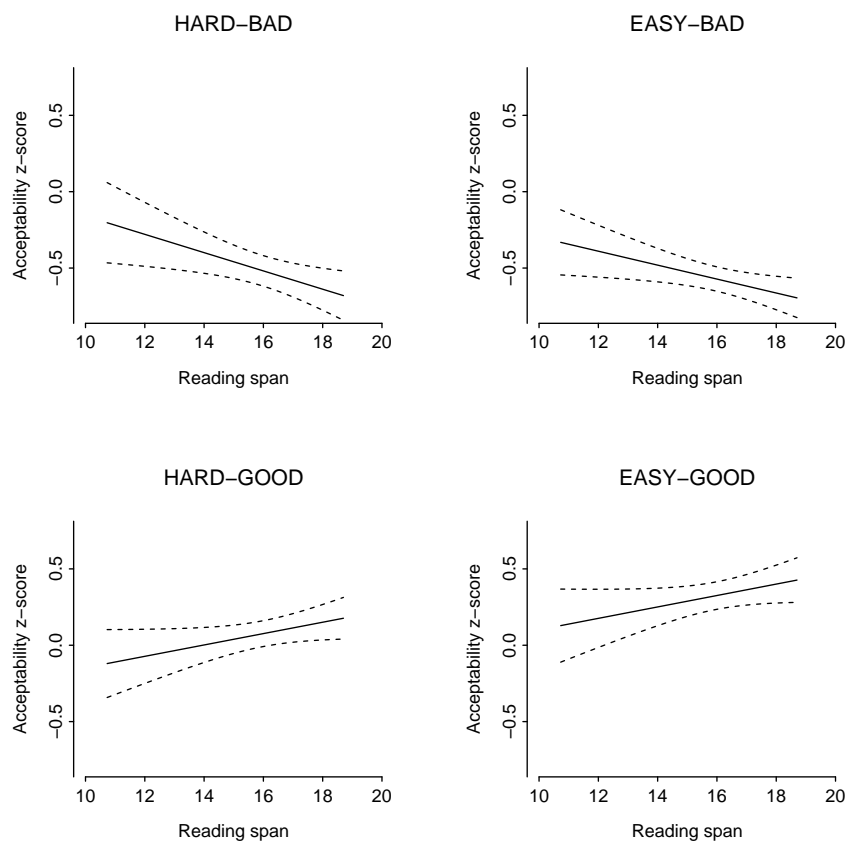 HARD−BAD
Acceptability z−score
0.5
0.0
−0.5
10 12 14 16 18 20
Reading span
EASY−BAD
Acceptability z−score
0.5
0.0
−0.5
10 12 14 16 18 20
Reading span
HARD−GOOD
Acceptability z−score
0.5
0.0
−0.5
10 12 14 16 18 20
Reading span
EASY−GOOD
Acceptability z−score
0.5
0.0
−0.5
10 12 14 16 18 20
Reading span